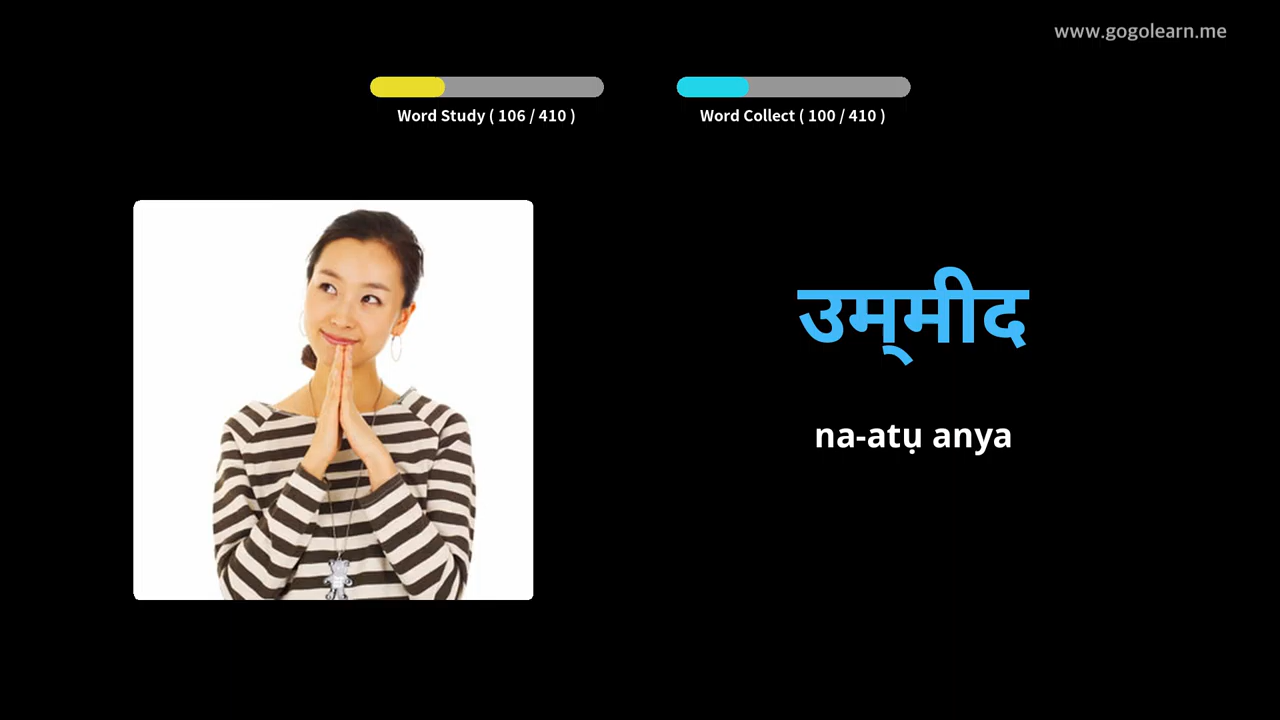 www.gogolearn.me
Word Study ( 106 / 410 )
Word Collect ( 100 / 410 )
उम्‌मीद
na-atụ anya